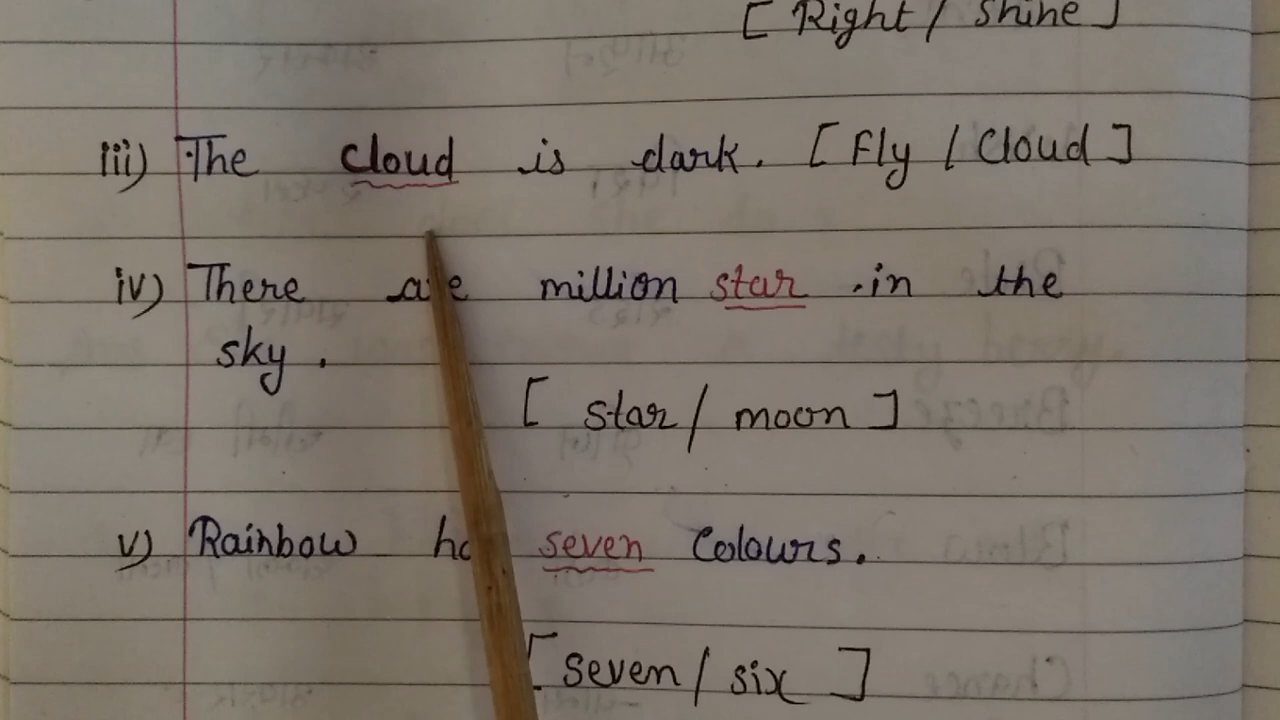 [ Right / Shine ]
iii) The cloud is dark. [ Fly / Cloud ]
iv) There are million star in the
sky.
[ star / moon ]
v) Rainbow seven Colours.
[ seven / six ]